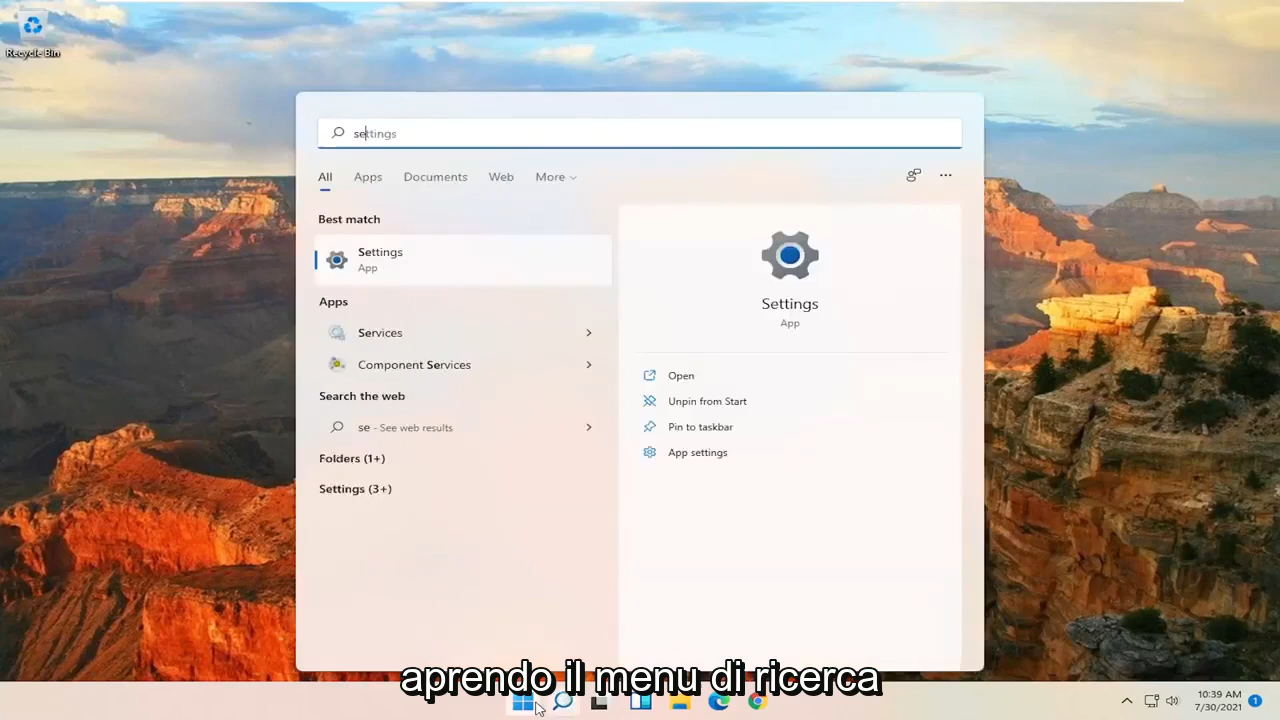 Recycle Bin
settings
All Apps Documents Web More
Best match
Settings
App
Apps
Services
Component Services
Search the web
se - See web results
Folders (1+)
Settings (3+)
Settings
App
Open
Unpin from Start
Pin to taskbar
App settings
aprendo il menu di ricerca
10:39 AM
7/30/2021
1